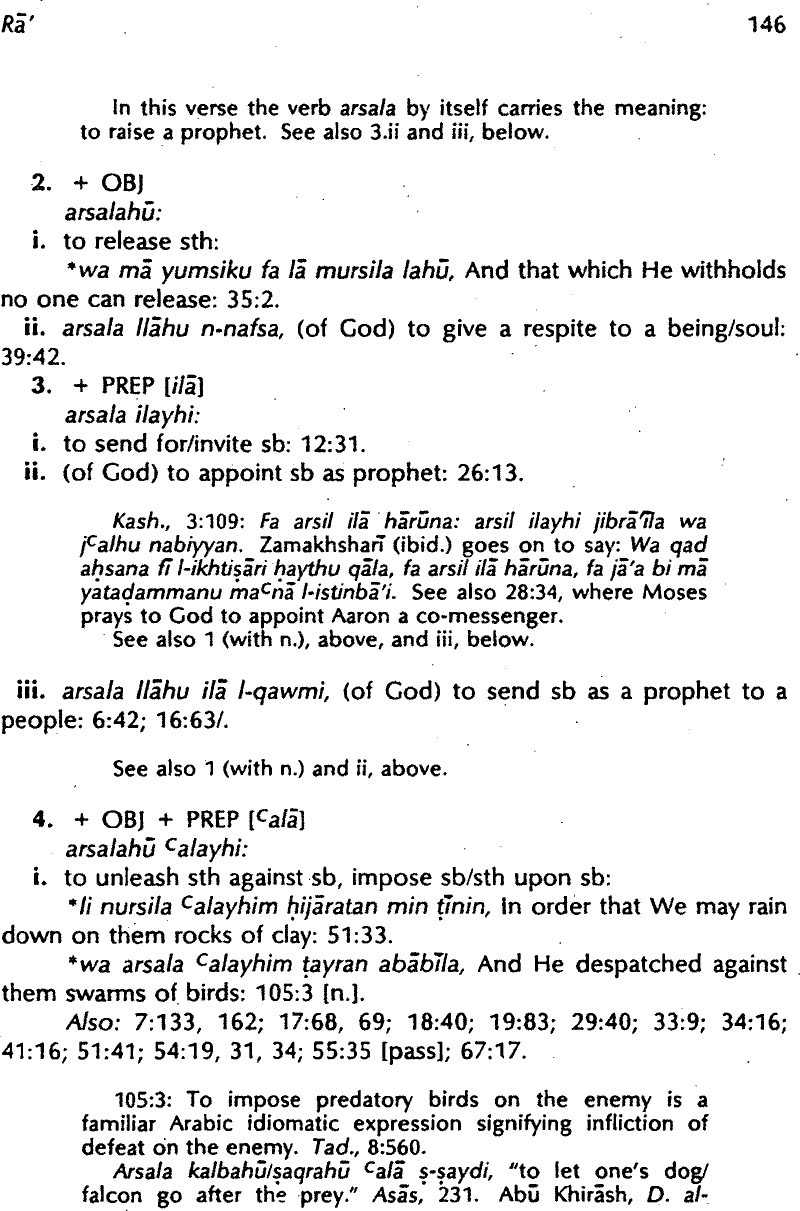 Rā' 146
In this verse the verb arsala by itself carries the meaning:
to raise a prophet. See also 3.ii and iii, below.
2. + OBJ
arsalahū:
i. to release sth:
*wa mā yumsiku fa lā mursila lahū, And that which He withholds
no one can release: 35:2.
ii. arsala llāhu n-nafsa, (of God) to give a respite to a being/soul:
39:42.
3. + PREP [ilā]
arsala ilayhi:
i. to send for/invite sb: 12:31.
ii. (of God) to appoint sb as prophet: 26:13.
Kash., 3:109: Fa arsil ilā hārūna: arsil ilayhi jibrā'īla wa
jᶜalhu nabiyyan. Zamakhsharī (ibid.) goes on to say: Wa qad
aḥsana fī l-ikhtiṣāri ḥaythu qāla, fa arsil ilā hārūna, fa jā'a bi mā
yataḍammanu maᶜnā l-istinbā'i. See also 28:34, where Moses
prays to God to appoint Aaron a co-messenger.
See also 1 (with n.), above, and iii, below.
iii. arsala llāhu ilā l-qawmi, (of God) to send sb as a prophet to a
people: 6:42; 16:63/.
See also 1 (with n.) and ii, above.
4. + OBJ + PREP [ᶜalā]
arsalahū ᶜalayhi:
i. to unleash sth against sb, impose sb/sth upon sb:
*li nursila ᶜalayhim ḥijāratan min ṭīnin, In order that We may rain
down on them rocks of clay: 51:33.
*wa arsala ᶜalayhim ṭayran abābīla, And He despatched against
them swarms of birds: 105:3 [n.].
Also: 7:133, 162; 17:68, 69; 18:40; 19:83; 29:40; 33:9; 34:16;
41:16; 51:41; 54:19, 31, 34; 55:35 [pass]; 67:17.
105:3: To impose predatory birds on the enemy is a
familiar Arabic idiomatic expression signifying infliction of
defeat on the enemy. Tad., 8:560.
Arsala kalbahū/ṣaqrahū ᶜalā ṣ-ṣaydi, "to let one's dog/
falcon go after the prey." Asās, 231. Abū Khirāsh, D. al-